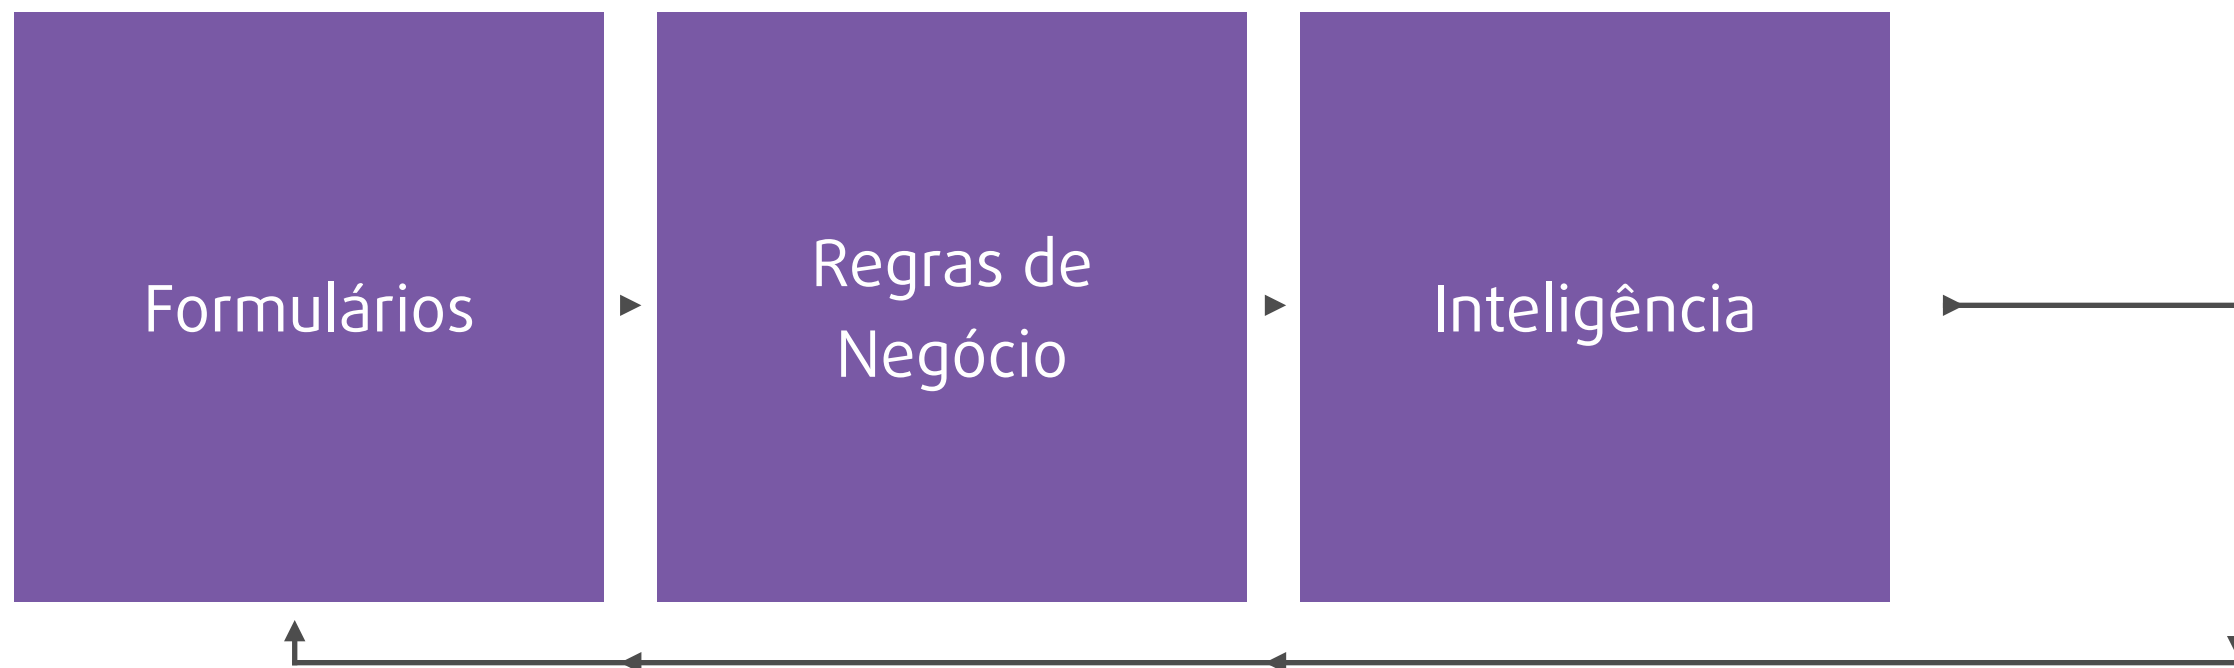 Formulários
Regras de
Negócio
Inteligência